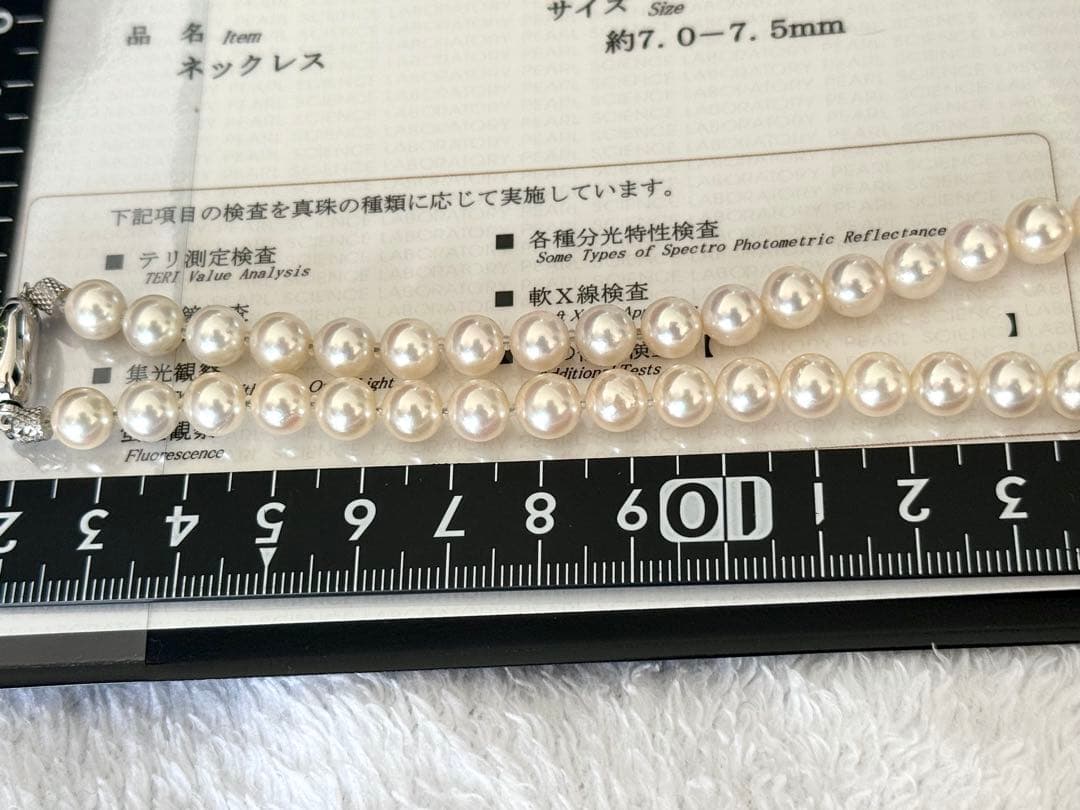 サイズ Size
約7.0－7.5mm
品 名 Item
ネックレス
下記項目の検査を真珠の種類に応じて実施しています。
■ テリ測定検査
TERI Value Analysis
■ 各種分光特性検査
Some Types of Spectro Photometric Reflectance
■ 軟X線検査
■ 集光観察
Light
【 】
Additional Tests
Fluorescence
2 3 4 5 6 7 8 9 10 1 2 3